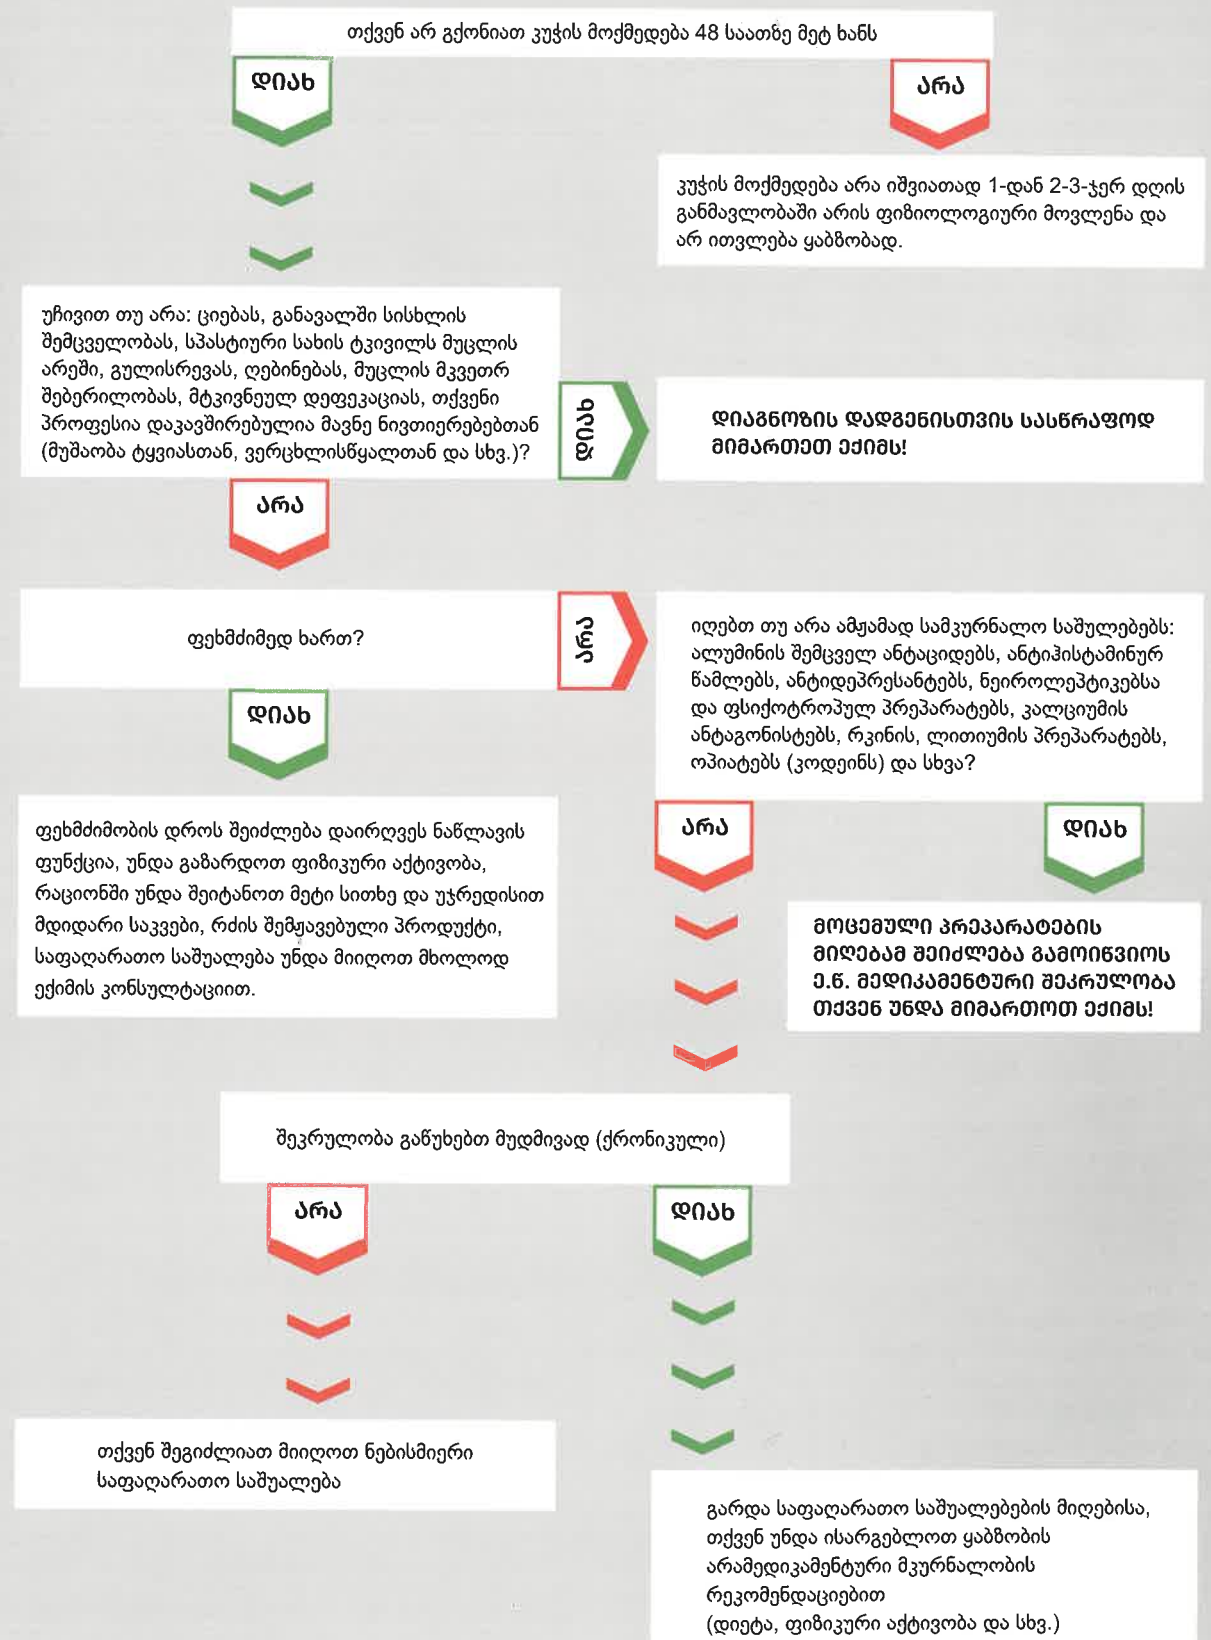 თქვენ არ გქონიათ კუჭის მოქმედება 48 საათზე მეტ ხანს
დიახ
არა
კუჭის მოქმედება არა იშვიათად 1-დან 2-3-ჯერ დღის
განმავლობაში არის ფიზიოლოგიური მოვლენა და
არ ითვლება ყაბზობად.
უჩივით თუ არა: ციებას, განავალში სისხლის
შემცველობას, სპასტიური სახის ტკივილს მუცლის
არეში, გულისრევას, ღებინებას, მუცლის მკვეთრ
შებერილობას, მტკივნეულ დეფეკაციას, თქვენი
პროფესია დაკავშირებულია მავნე ნივთიერებებთან
(მუშაობა ტყვიასთან, ვერცხლისწყალთან და სხვ.)?
დიახ
დიაგნოზის დადგენისთვის სასწრაფოდ
მიმართეთ ექიმს!
არა
ფეხმძიმედ ხართ?
არა
იღებთ თუ არა ამჟამად სამკურნალო საშულებებს:
ალუმინის შემცველ ანტაციდებს, ანტიჰისტამინურ
წამლებს, ანტიდეპრესანტებს, ნეიროლეპტიკებსა
და ფსიქოტროპულ პრეპარატებს, კალციუმის
ანტაგონისტებს, რკინის, ლითიუმის პრეპარატებს,
ოპიატებს (კოდეინს) და სხვა?
დიახ
ფეხმძიმობის დროს შეიძლება დაირღვეს ნაწლავის
ფუნქცია, უნდა გაზარდოთ ფიზიკური აქტივობა,
რაციონში უნდა შეიტანოთ მეტი სითხე და უჯრედისით
მდიდარი საკვები, რძის შემჟავებული პროდუქტი,
საფაღარათო საშუალება უნდა მიიღოთ მხოლოდ
ექიმის კონსულტაციით.
არა
დიახ
მოცემული პრეპარატების
მიღებამ შეიძლება გამოიწვიოს
ე.წ. მედიკამენტური შეკრულობა
თქვენ უნდა მიმართოთ ექიმს!
შეკრულობა გაწუხებთ მუდმივად (ქრონიკული)
არა
დიახ
თქვენ შეგიძლიათ მიიღოთ ნებისმიერი
საფაღარათო საშუალება
გარდა საფაღარათო საშუალებების მიღებისა,
თქვენ უნდა ისარგებლოთ ყაბზობის
არამედიკამენტური მკურნალობის
რეკომენდაციებით
(დიეტა, ფიზიკური აქტივობა და სხვ.)